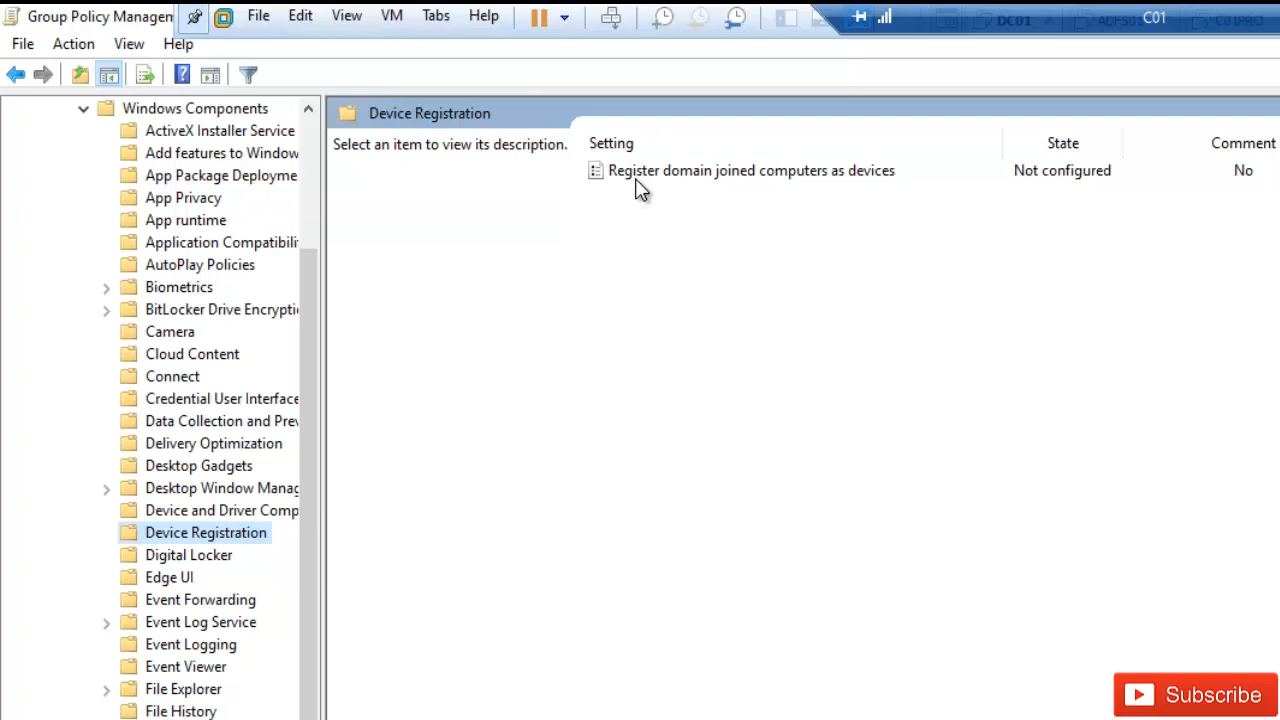 Group Policy Managem
File Edit View VM Tabs Help
C01
DC01
ADFS01
C01PRO
File Action View Help
Windows Components
ActiveX Installer Service
Add features to Window
App Package Deployme
App Privacy
App runtime
Application Compatibili
AutoPlay Policies
Biometrics
BitLocker Drive Encryptio
Camera
Cloud Content
Connect
Credential User Interface
Data Collection and Prev
Delivery Optimization
Desktop Gadgets
Desktop Window Manag
Device and Driver Comp
Device Registration
Digital Locker
Edge UI
Event Forwarding
Event Log Service
Event Logging
Event Viewer
File Explorer
File History
Device Registration
Select an item to view its description.
Setting State Comment
Register domain joined computers as devices Not configured No
Subscribe